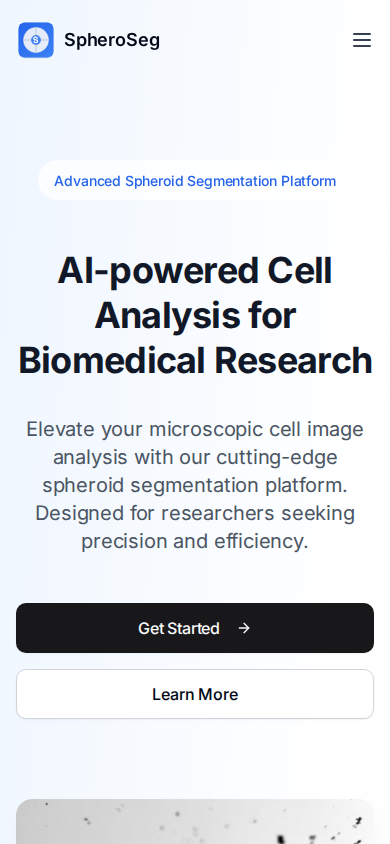 S
SpheroSeg
Advanced Spheroid Segmentation Platform
AI-powered Cell
Analysis for
Biomedical Research
Elevate your microscopic cell image
analysis with our cutting-edge
spheroid segmentation platform.
Designed for researchers seeking
precision and efficiency.
Get Started
Learn More